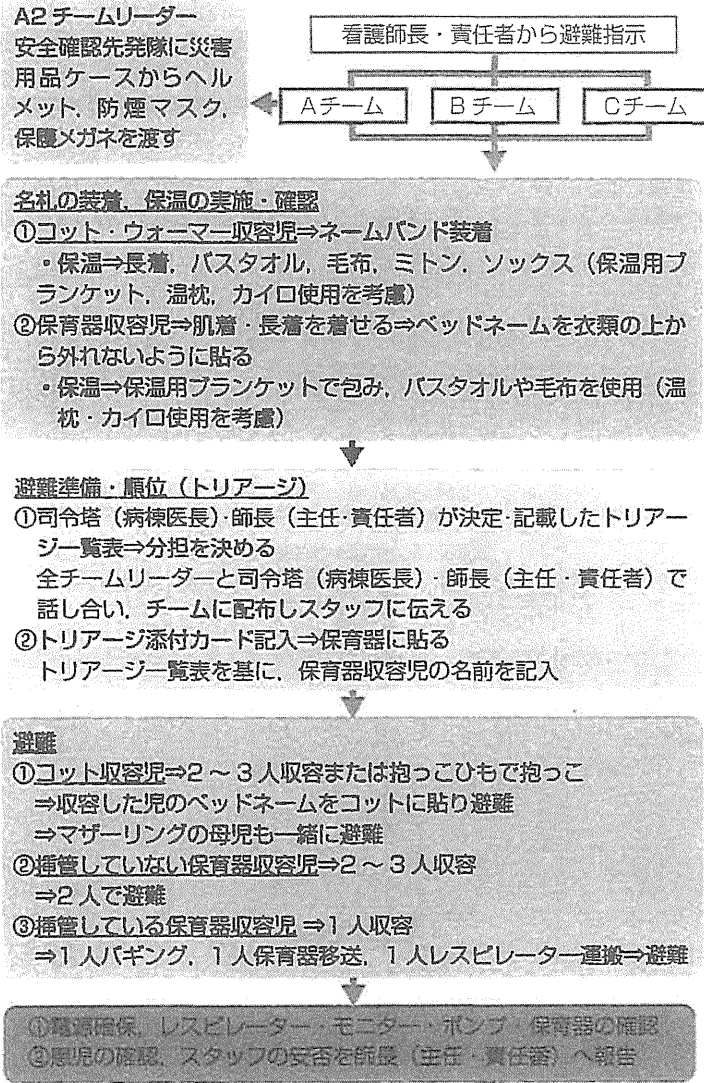 A2 チームリーダー
安全確認先発隊に災害
用品ケースからヘル
メット，防煙マスク，
保護メガネを渡す
看護師長・責任者から避難指示
Aチーム
Bチーム
Cチーム
名札の装着，保温の実施・確認
①コット・ウォーマー収容児⇒ネームバンド装着
・保温⇒長着，バスタオル，毛布，ミトン，ソックス（保温用ブ
ランケット，温枕，カイロ使用を考慮）
②保育器収容児⇒肌着・長着を着せる⇒ベッドネームを衣類の上か
ら外れないように貼る
・保温⇒保温用ブランケットで包み，バスタオルや毛布を使用（温
枕・カイロ使用を考慮）
避難準備・順位（トリアージ）
①司令塔（病棟医長）・師長（主任・責任者）が決定・記載したトリアー
ジ一覧表⇒分担を決める
全チームリーダーと司令塔（病棟医長）・師長（主任・責任者）で
話し合い，チームに配布しスタッフに伝える
②トリアージ添付カード記入⇒保育器に貼る
トリアージ一覧表を基に，保育器収容児の名前を記入
避難
①コット収容児⇒2～3人収容または抱っこひもで抱っこ
⇒収容した児のベッドネームをコットに貼り避難
⇒マザーリングの母児も一緒に避難
②挿管していない保育器収容児⇒2～3人収容
⇒2人で避難
③挿管している保育器収容児⇒1人収容
⇒1人バギング，1人保育器移送，1人レスピレーター運搬⇒避難
①電源確保，レスピレーター・モニター・ポンプ・保育器の確認
②患児の確認，スタッフの安否を師長（主任・責任者）へ報告